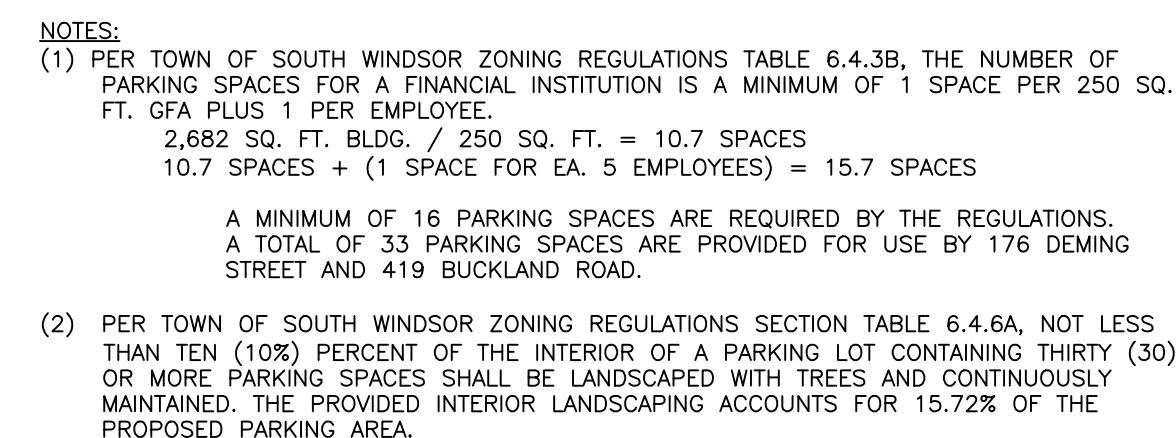 NOTES:
(1) PER TOWN OF SOUTH WINDSOR ZONING REGULATIONS TABLE 6.4.3B, THE NUMBER OF
PARKING SPACES FOR A FINANCIAL INSTITUTION IS A MINIMUM OF 1 SPACE PER 250 SQ.
FT. GFA PLUS 1 PER EMPLOYEE.
2,682 SQ. FT. BLDG. / 250 SQ. FT. = 10.7 SPACES
10.7 SPACES + (1 SPACE FOR EA. 5 EMPLOYEES) = 15.7 SPACES
A MINIMUM OF 16 PARKING SPACES ARE REQUIRED BY THE REGULATIONS.
A TOTAL OF 33 PARKING SPACES ARE PROVIDED FOR USE BY 176 DEMING
STREET AND 419 BUCKLAND ROAD.
(2) PER TOWN OF SOUTH WINDSOR ZONING REGULATIONS SECTION TABLE 6.4.6A, NOT LESS
THAN TEN (10%) PERCENT OF THE INTERIOR OF A PARKING LOT CONTAINING THIRTY (30)
OR MORE PARKING SPACES SHALL BE LANDSCAPED WITH TREES AND CONTINUOUSLY
MAINTAINED. THE PROVIDED INTERIOR LANDSCAPING ACCOUNTS FOR 15.72% OF THE
PROPOSED PARKING AREA.